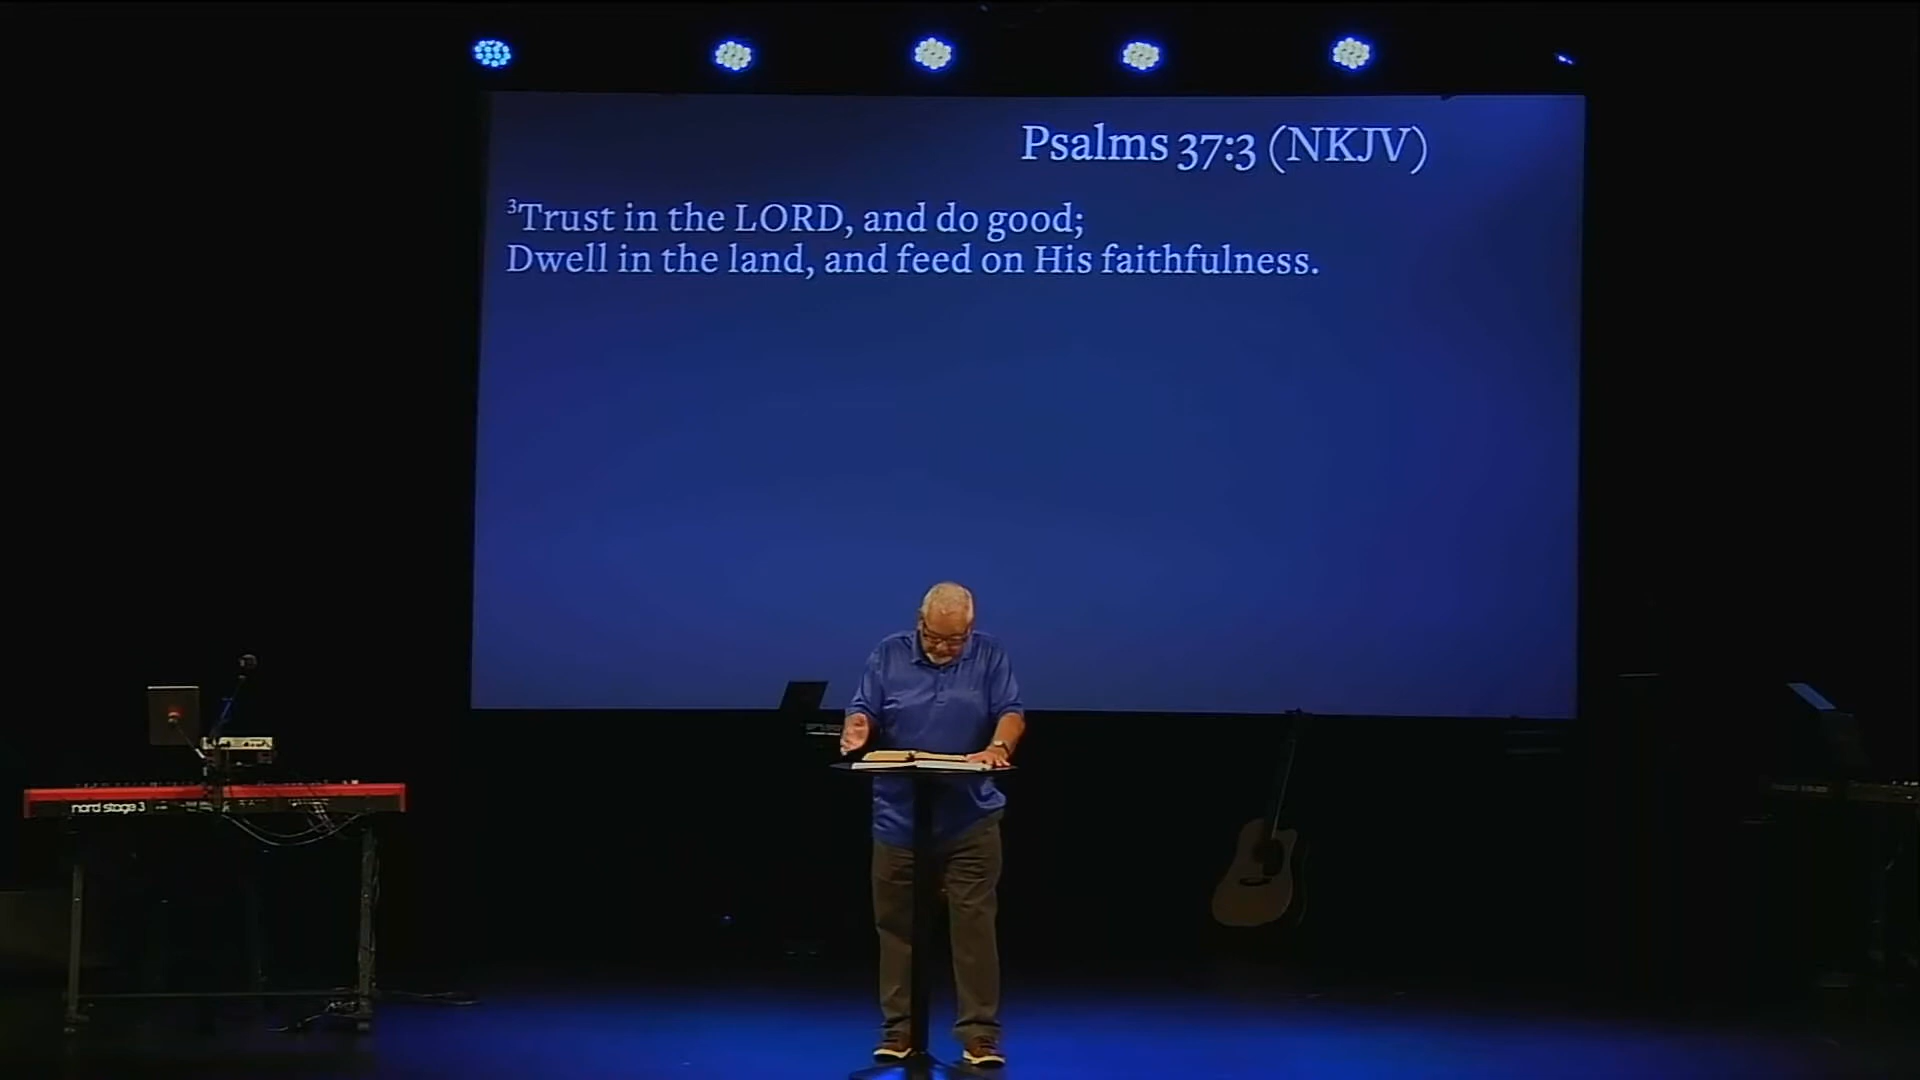 Psalms 37:3 (NKJV)
³Trust in the LORD, and do good;
Dwell in the land, and feed on His faithfulness.
nord stage 3